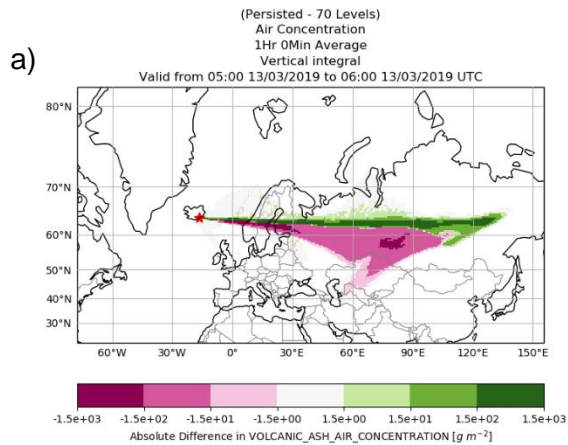 (Persisted - 70 Levels)
Air Concentration
1Hr 0Min Average
Vertical integral
Valid from 05:00 13/03/2019 to 06:00 13/03/2019 UTC
a)
80°N
70°N
60°N
50°N
40°N
30°N
60°W 30°W 0° 30°E 60°E 90°E 120°E 150°E
-1.5e+03 -1.5e+02 -1.5e+01 -1.5e+00 1.5e+00 1.5e+01 1.5e+02 1.5e+03
Absolute Difference in VOLCANIC_ASH_AIR_CONCENTRATION [g m⁻²]